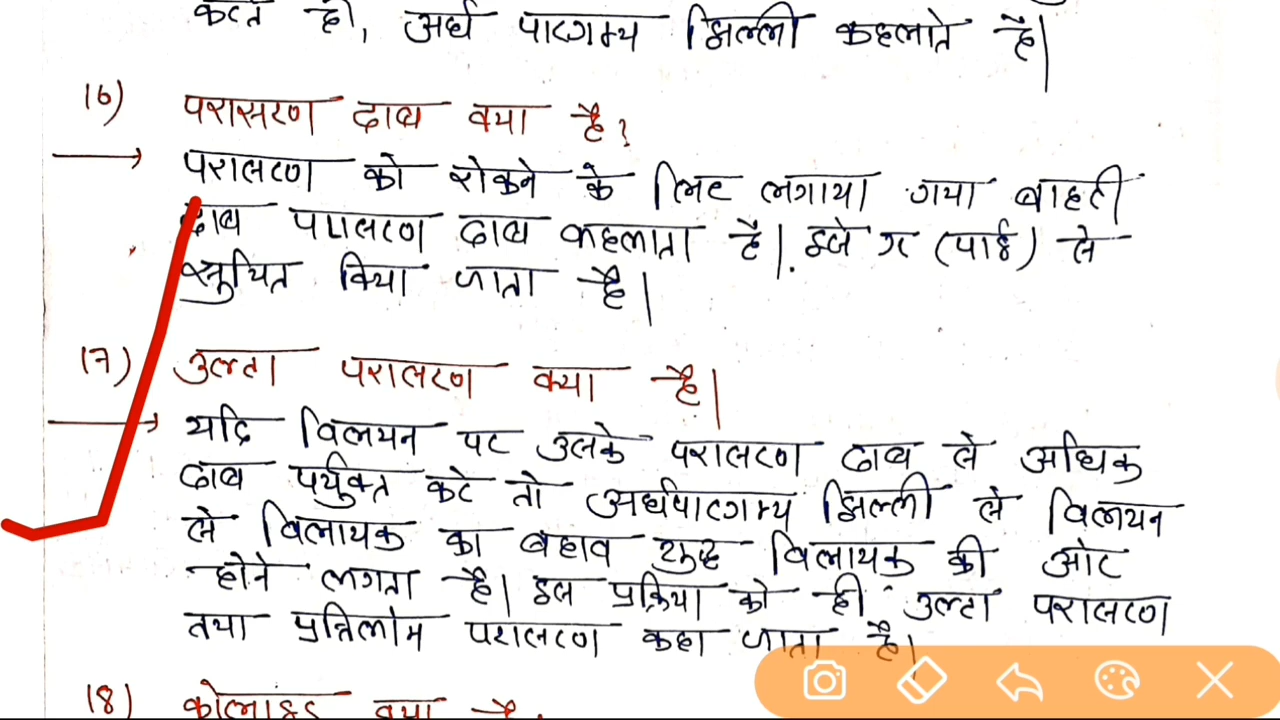 करते हो, अर्ध पारगम्य झिल्ली कहलाते है।
16) परासरण दाब क्या है?
→ परासरण को रोकने के लिए लगाया गया बाहरी
दाब परासरण दाब कहलाता है। इसे π (पाई) से
सूचित किया जाता है।
17) उल्टा परासरण क्या है।
→ यदि विलयन पर उसके परासरण दाब से अधिक
दाब प्रर्युक्त करे तो अर्धपारगम्य झिल्ली से विलयन
से विलायक का बहाव शुद्ध विलायक की ओर
होने लगता है। इस प्रक्रिया को ही उल्टा परासरण
तथा प्रतिलोम परासरण कहा जाता है।
18) कोलाइड क्या है?